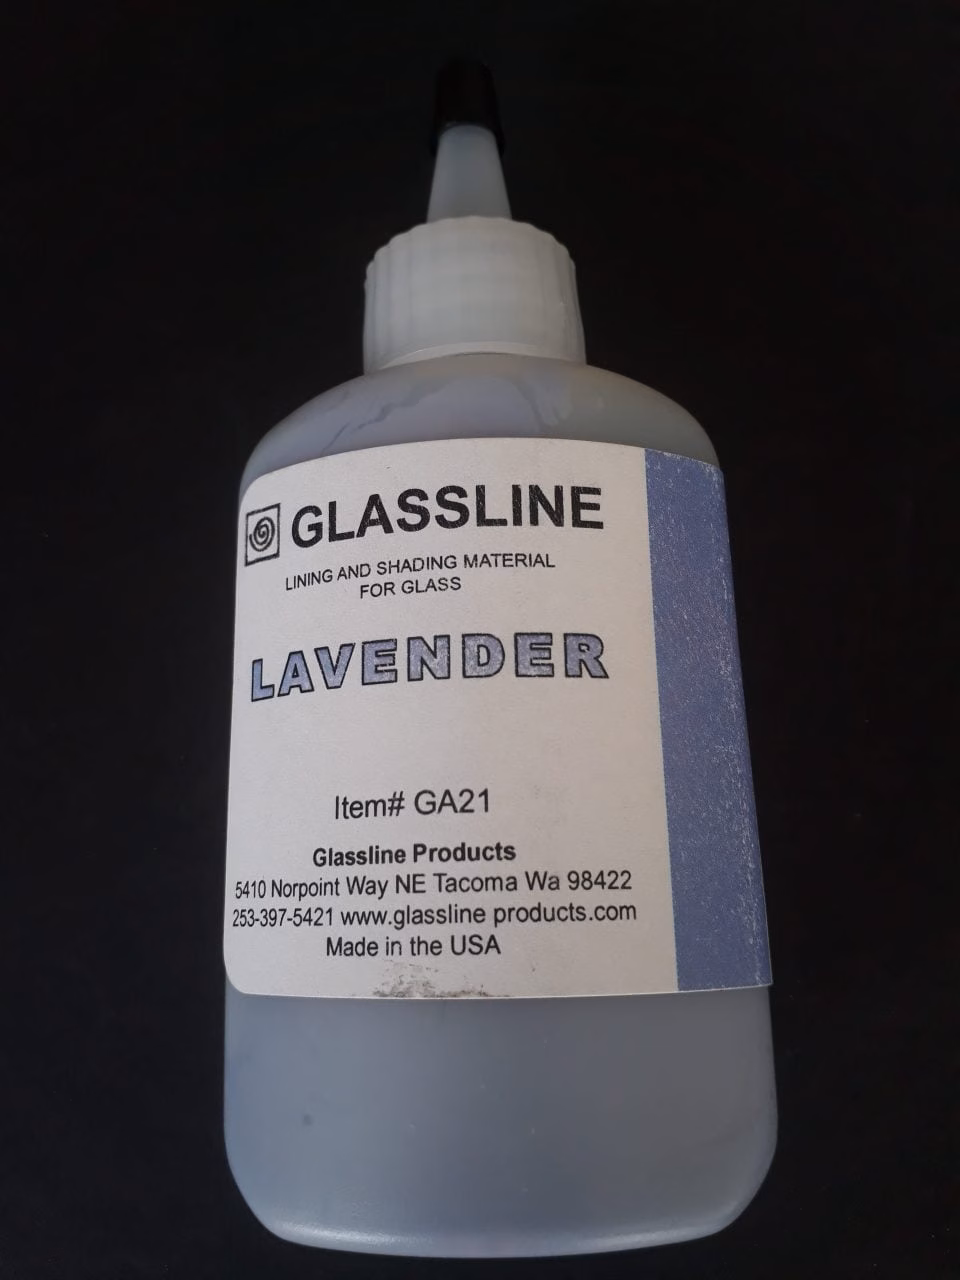 GLASSLINE
LINING AND SHADING MATERIAL
FOR GLASS
LAVENDER
Item# GA21
Glassline Products
5410 Norpoint Way NE Tacoma Wa 98422
253-397-5421 www.glassline products.com
Made in the USA